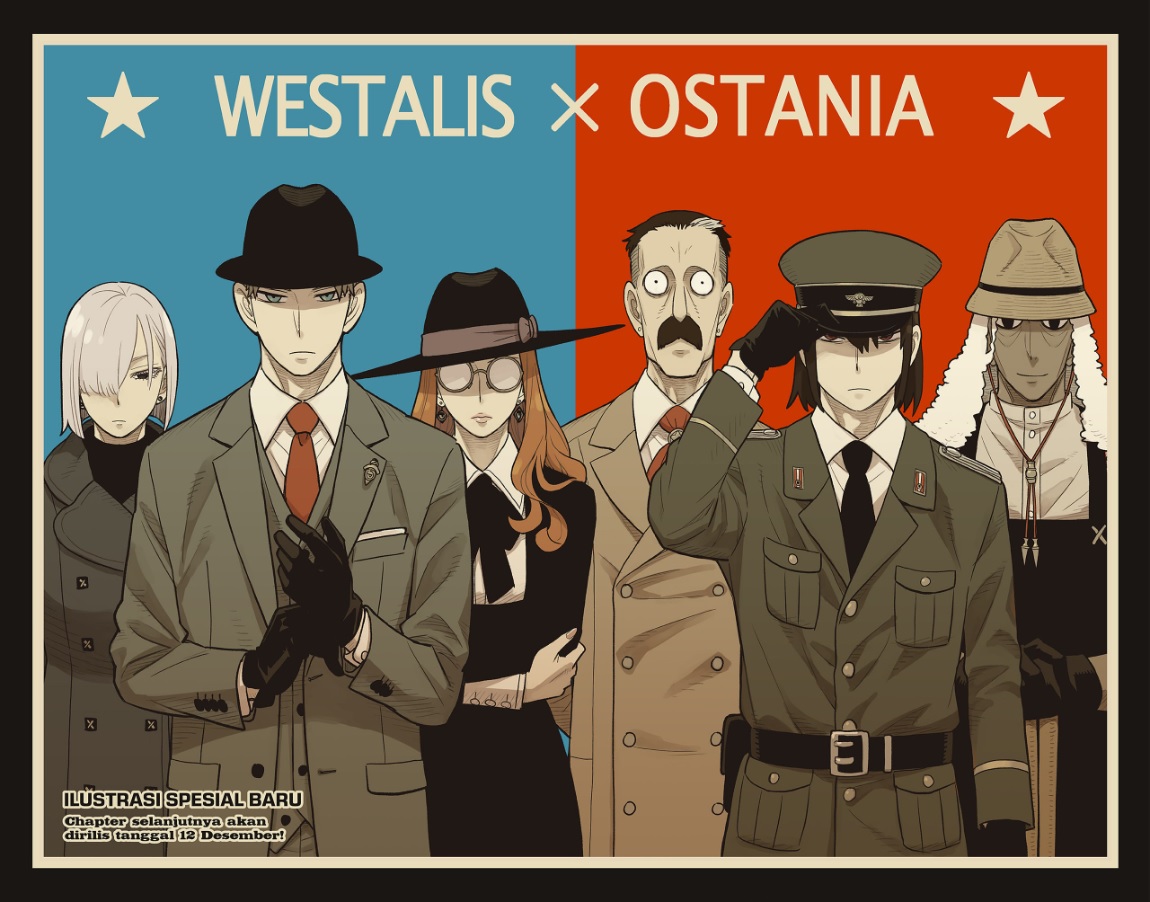 WESTALIS × OSTANIA
ILUSTRASI SPESIAL BARU
Chapter selanjutnya akan
dirilis tanggal 12 Desember!